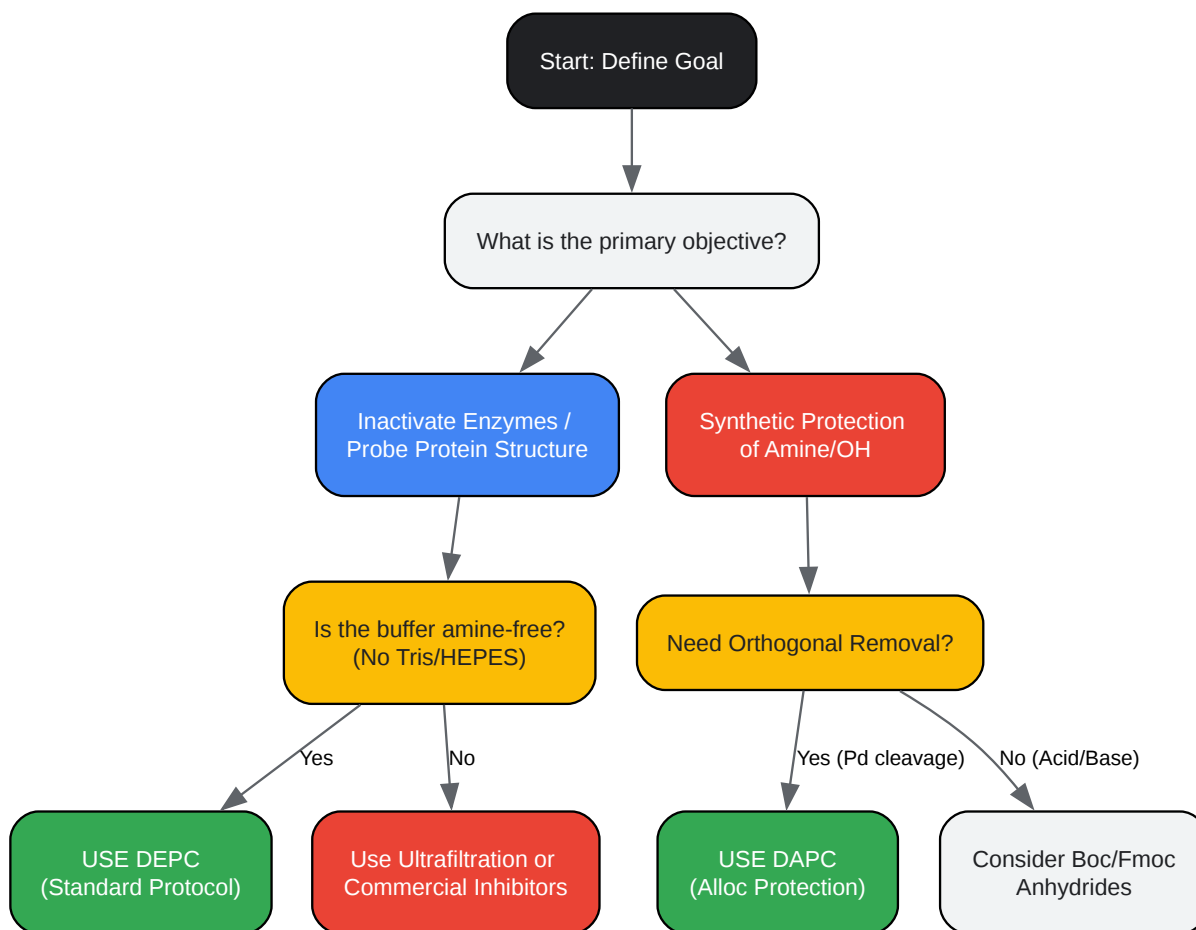 Start: Define Goal
What is the primary objective?
Inactivate Enzymes /
Probe Protein Structure
Synthetic Protection
of Amine/OH
Is the buffer amine-free?
(No Tris/HEPES)
Need Orthogonal Removal?
Yes
No
Yes (Pd cleavage)
No (Acid/Base)
USE DEPC
(Standard Protocol)
Use Ultrafiltration or
Commercial Inhibitors
USE DAPC
(Alloc Protection)
Consider Boc/Fmoc
Anhydrides